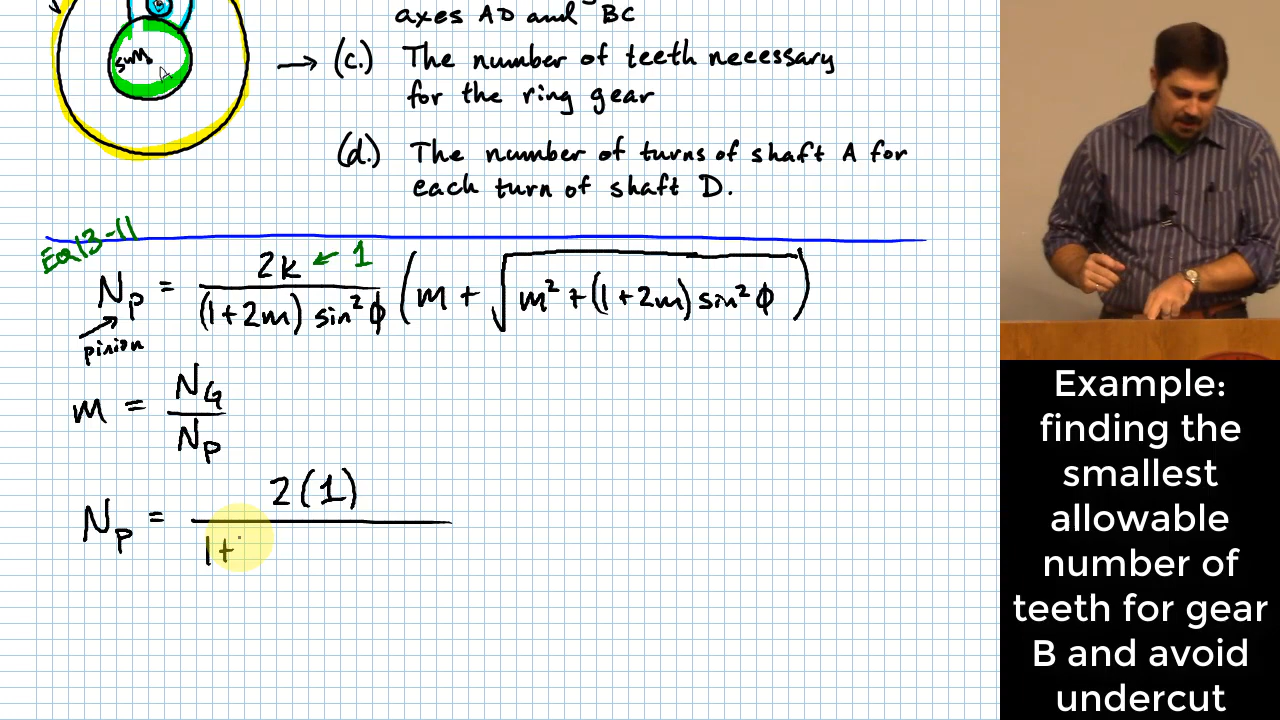 B
sun
A
axes AD and BC
→ (c.) The number of teeth necessary
for the ring gear
(d.) The number of turns of shaft A for
each turn of shaft D.
Eq 13-11
N_P = 2k ← 1 / (1+2m) sin²ϕ (m + √(m² + (1+2m) sin²ϕ))
pinion
m = N_G / N_P
N_P = 2(1) / 1+
Example:
finding the
smallest
allowable
number of
teeth for gear
B and avoid
undercut